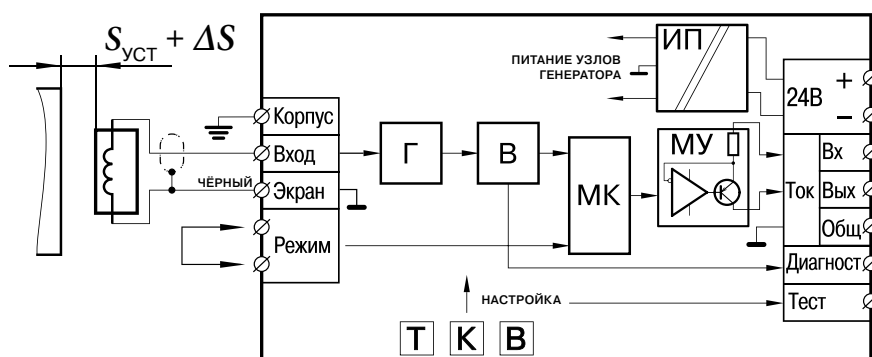 S УСТ + ΔS
ИП
ПИТАНИЕ УЗЛОВ
ГЕНЕРАТОРА
24В
+
−
Корпус
Вход
ЧЁРНЫЙ
Экран
Режим
Г
В
МК
МУ
Ток
Вх
Вых
Общ
Диагност
НАСТРОЙКА
Тест
Т К В